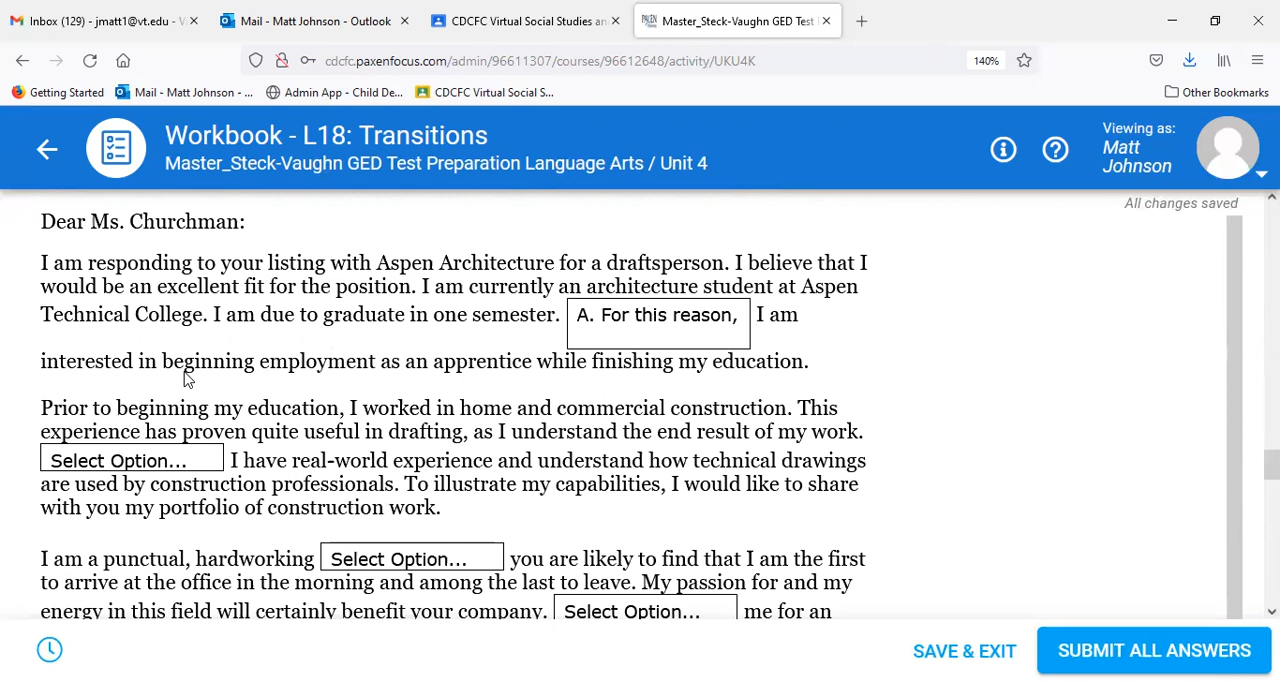 Inbox (129) - jmatt1@vt.edu - V
Mail - Matt Johnson - Outlook
CDCFC Virtual Social Studies an
PAXEN Master_Steck-Vaughn GED Test
cdcfc.paxenfocus.com/admin/96611307/courses/96612648/activity/UKU4K
140%
Getting Started
Mail - Matt Johnson - ...
Admin App - Child De...
CDCFC Virtual Social S...
Other Bookmarks
Workbook - L18: Transitions
Master_Steck-Vaughn GED Test Preparation Language Arts / Unit 4
Viewing as:
Matt
Johnson
All changes saved
Dear Ms. Churchman:
I am responding to your listing with Aspen Architecture for a draftsperson. I believe that I
would be an excellent fit for the position. I am currently an architecture student at Aspen
Technical College. I am due to graduate in one semester. A. For this reason, I am
interested in beginning employment as an apprentice while finishing my education.
Prior to beginning my education, I worked in home and commercial construction. This
experience has proven quite useful in drafting, as I understand the end result of my work.
Select Option... I have real-world experience and understand how technical drawings
are used by construction professionals. To illustrate my capabilities, I would like to share
with you my portfolio of construction work.
I am a punctual, hardworking Select Option... you are likely to find that I am the first
to arrive at the office in the morning and among the last to leave. My passion for and my
energy in this field will certainly benefit your company. Select Option... me for an
SAVE & EXIT
SUBMIT ALL ANSWERS